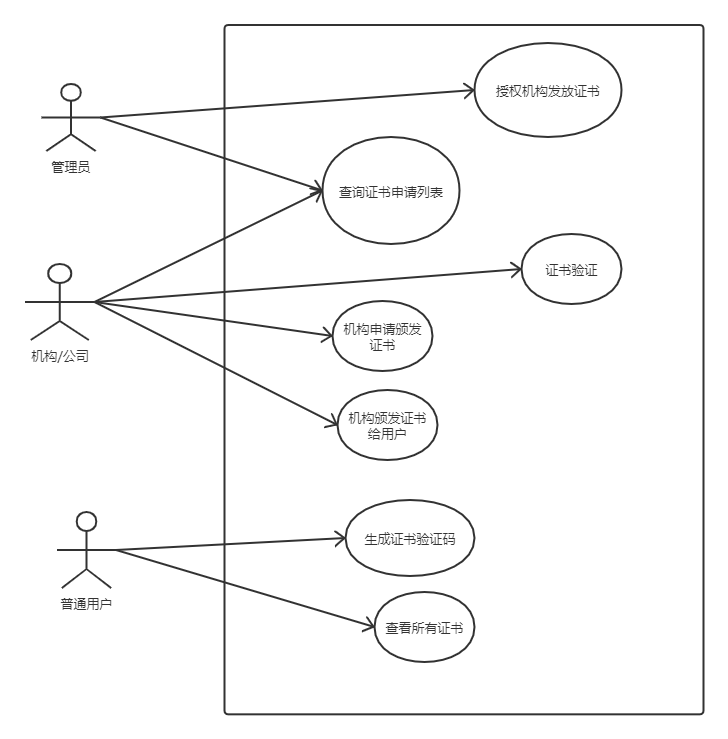 授权机构发放证书
管理员
查询证书申请列表
证书验证
机构/公司
机构申请颁发
证书
机构颁发证书
给用户
生成证书验证码
普通用户
查看所有证书